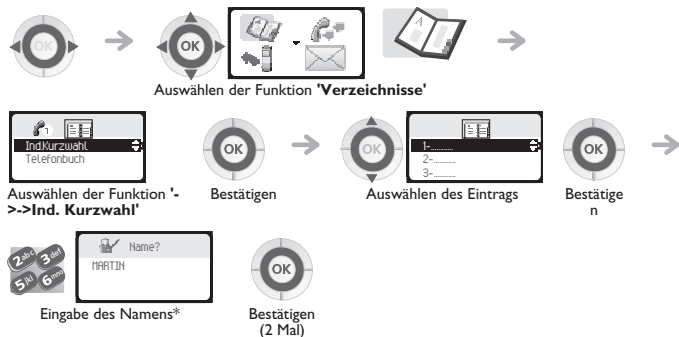 OK
OK
Auswählen der Funktion 'Verzeichnisse'
Ind.Kurzwahl
Telefonbuch
OK
1-..........
2-..........
3-..........
OK
OK
Auswählen der Funktion '-
>->Ind. Kurzwahl'
Bestätigen
Auswählen des Eintrags
Bestätige
n
2abc 3def
5jkl 6mno
Name?
MARTIN
OK
Eingabe des Namens*
Bestätigen
(2 Mal)